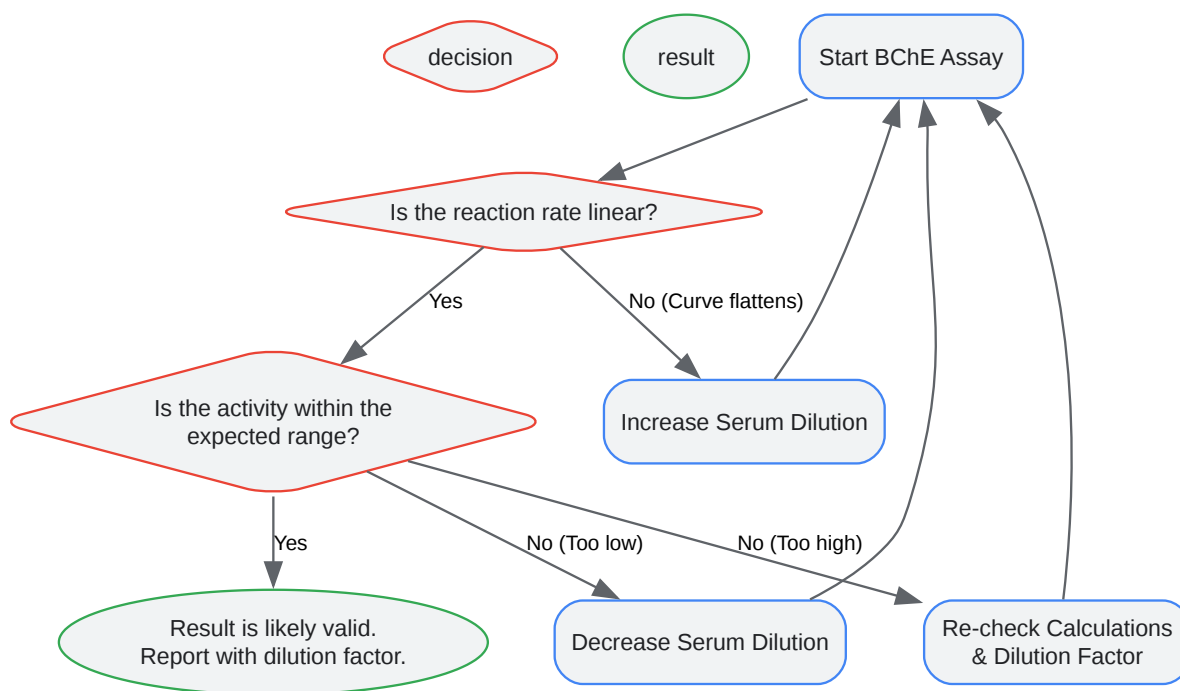 decision
result
Start BChE Assay
Is the reaction rate linear?
Yes
No (Curve flattens)
Is the activity within the
expected range?
Increase Serum Dilution
Yes
No (Too low)
No (Too high)
Result is likely valid.
Report with dilution factor.
Decrease Serum Dilution
Re-check Calculations
& Dilution Factor